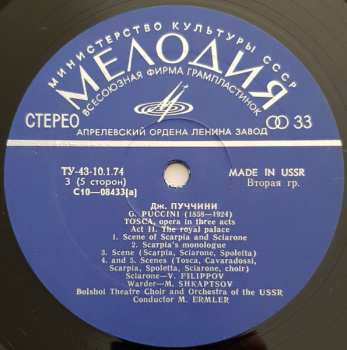 МИНИСТЕРСТВО КУЛЬТУРЫ СССР
МЕЛОДИЯ
ВСЕСОЮЗНАЯ ФИРМА ГРАМПЛАСТИНОК
СТЕРЕО
33
АПРЕЛЕВСКИЙ ОРДЕНА ЛЕНИНА ЗАВОД
ТУ-43-10.1.74
MADE IN USSR
3 (5 сторон)
Вторая гр.
С10—08433(а)
Дж. ПУЧЧИНИ
G. PUCCINI (1858—1924)
TOSCA, opera in three acts
Act II. The royal palace
1. Scene of Scarpia and Sciarone
2. Scarpia's monologue
3. Scene (Scarpia, Sciarone, Spoletta)
4. and 5. Scenes (Tosca, Cavaradossi,
Scarpia, Spoletta, Sciarone, choir)
Sciarone—V. FILIPPOV
Warder—M. SHKAPTSOV
Bolshoi Theatre Choir and Orchestra of the USSR
Conductor M. ERMLER